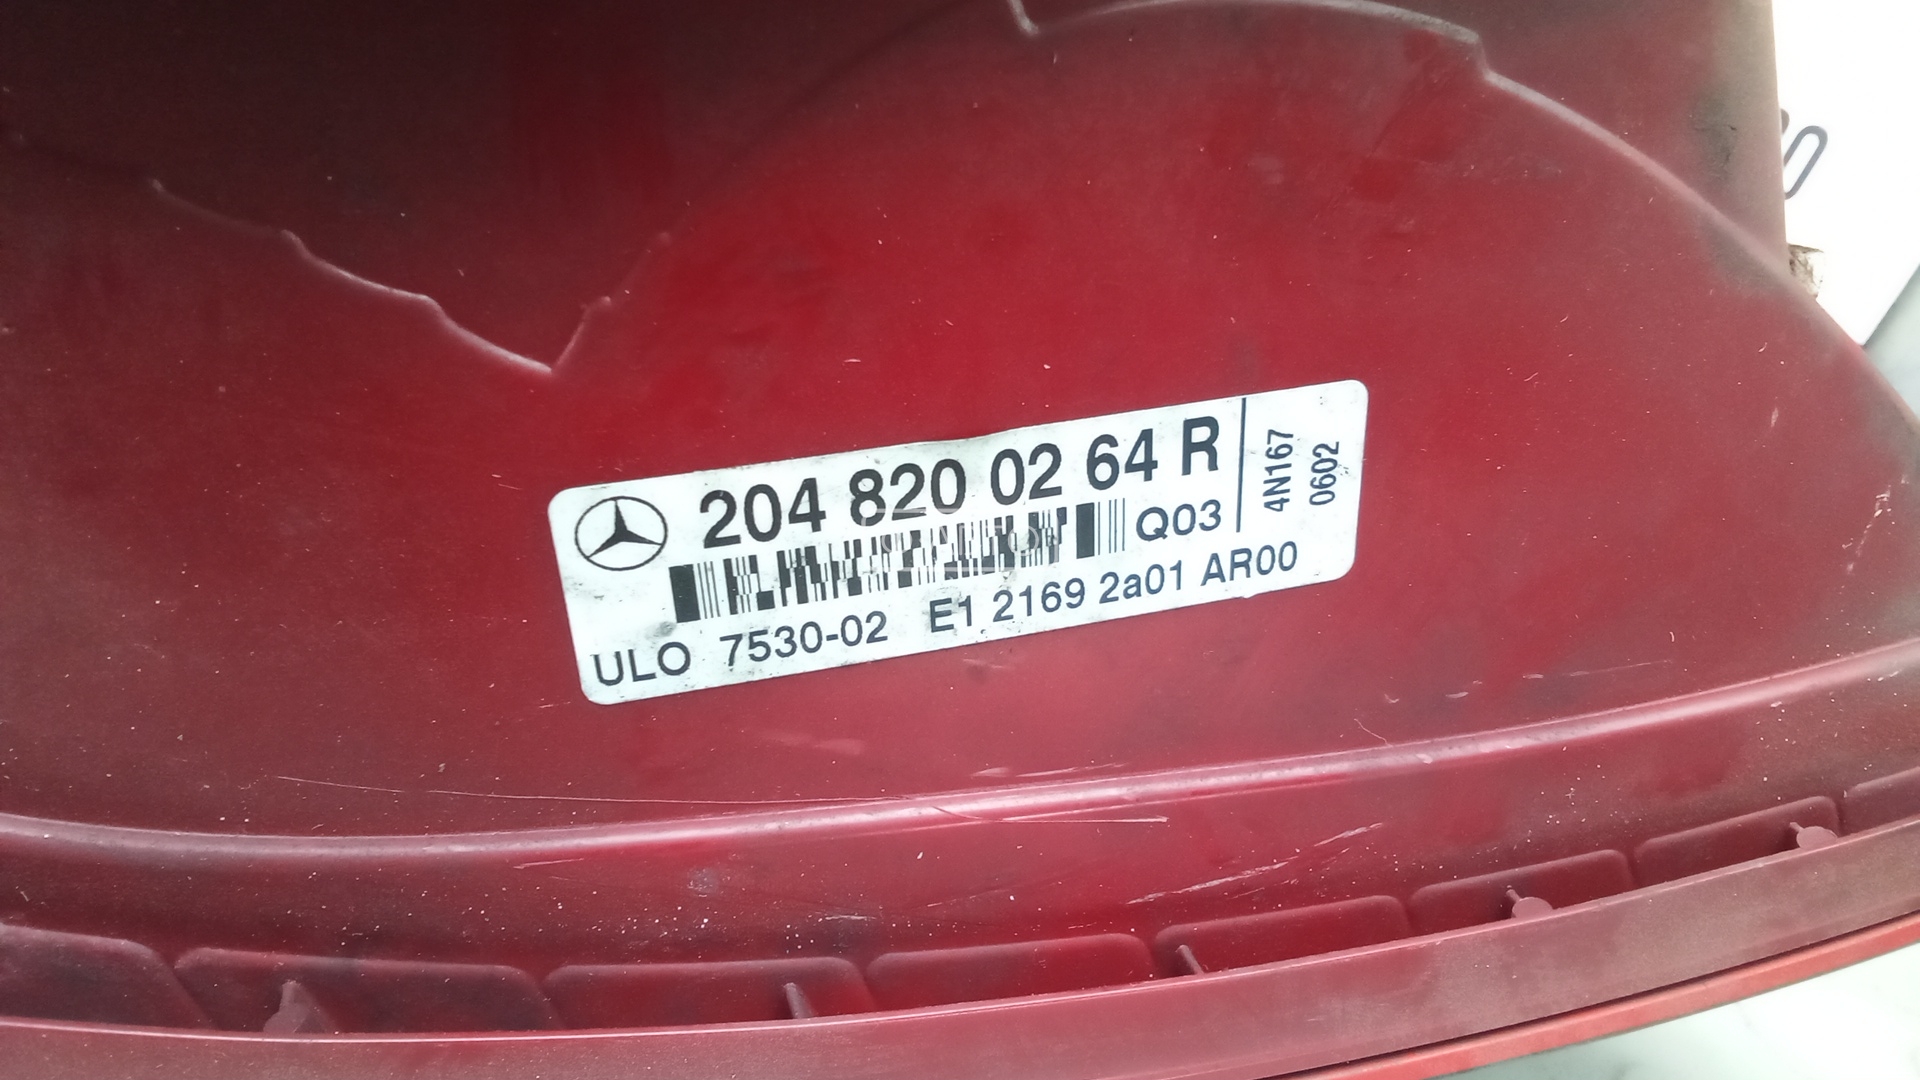 204 820 02 64 R
Q03
ULO 7530-02 E1 2169 2a01 AR00
4N167
0602